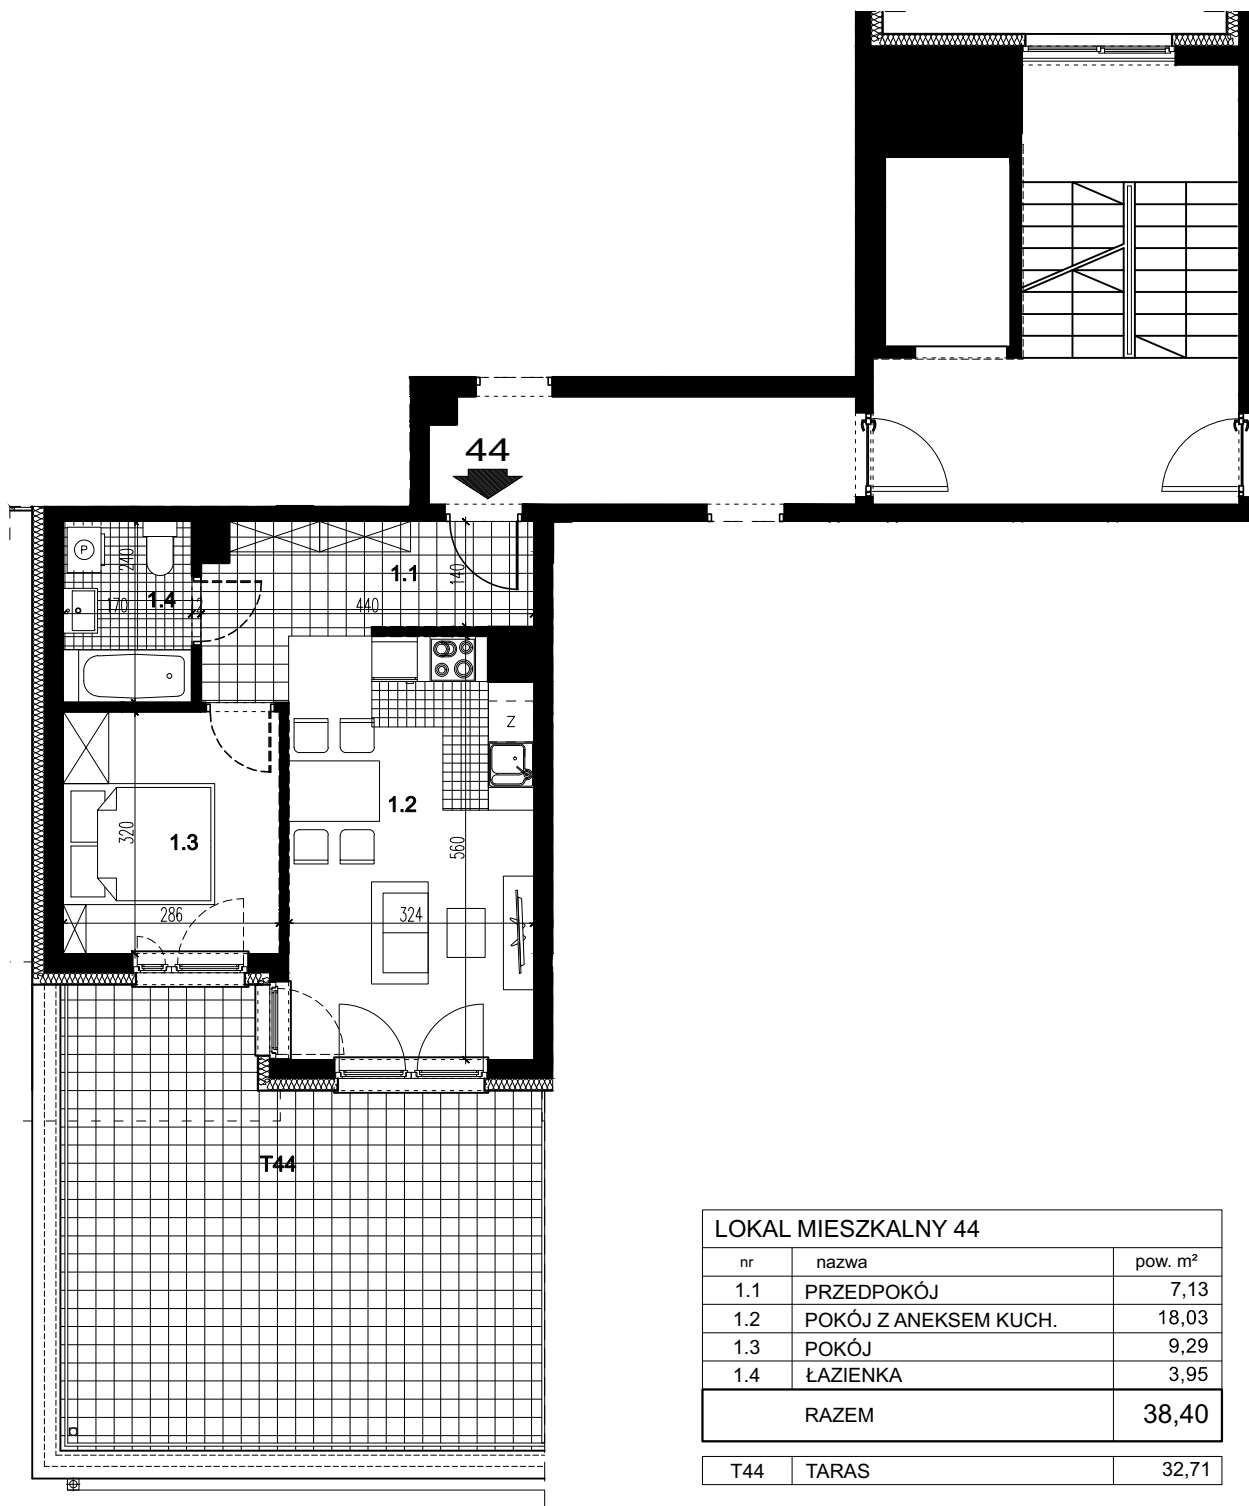 44
P
240
1.4
170
12
1.1
140
440
Z
1.2
320
1.3
560
286
324
T44
LOKAL MIESZKALNY 44
nr nazwa pow. m²
1.1 PRZEDPOKÓJ 7,13
1.2 POKÓJ Z ANEKSEM KUCH. 18,03
1.3 POKÓJ 9,29
1.4 ŁAZIENKA 3,95
RAZEM 38,40
T44 TARAS 32,71